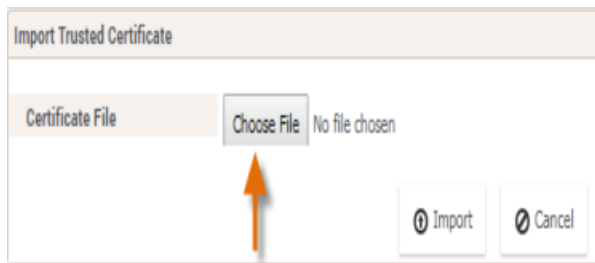 Import Trusted Certificate
Certificate File Choose File No file chosen
Import Cancel